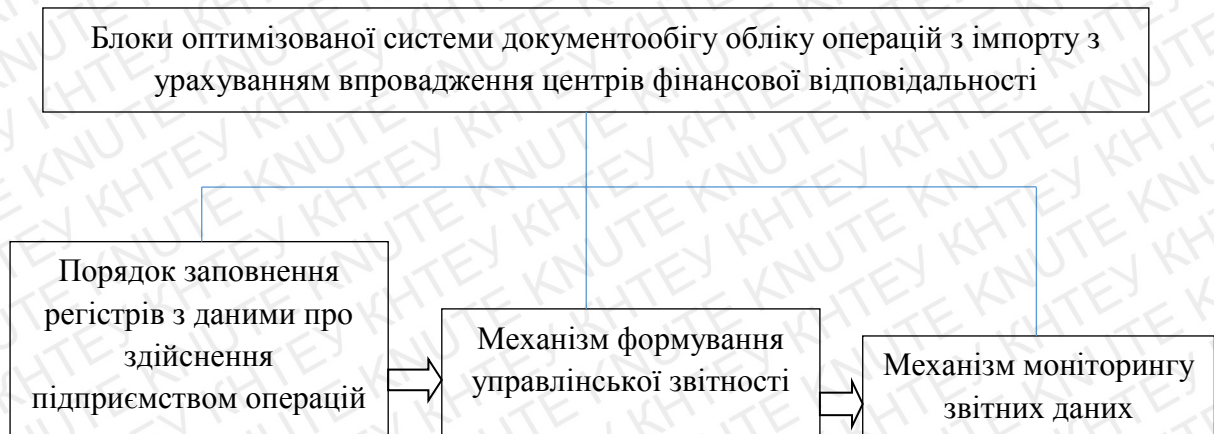 Блоки оптимізованої системи документообігу обліку операцій з імпорту з
урахуванням впровадження центрів фінансової відповідальності
Порядок заповнення
регістрів з даними про
здійснення
підприємством операцій
Механізм формування
управлінської звітності
Механізм моніторингу
звітних даних